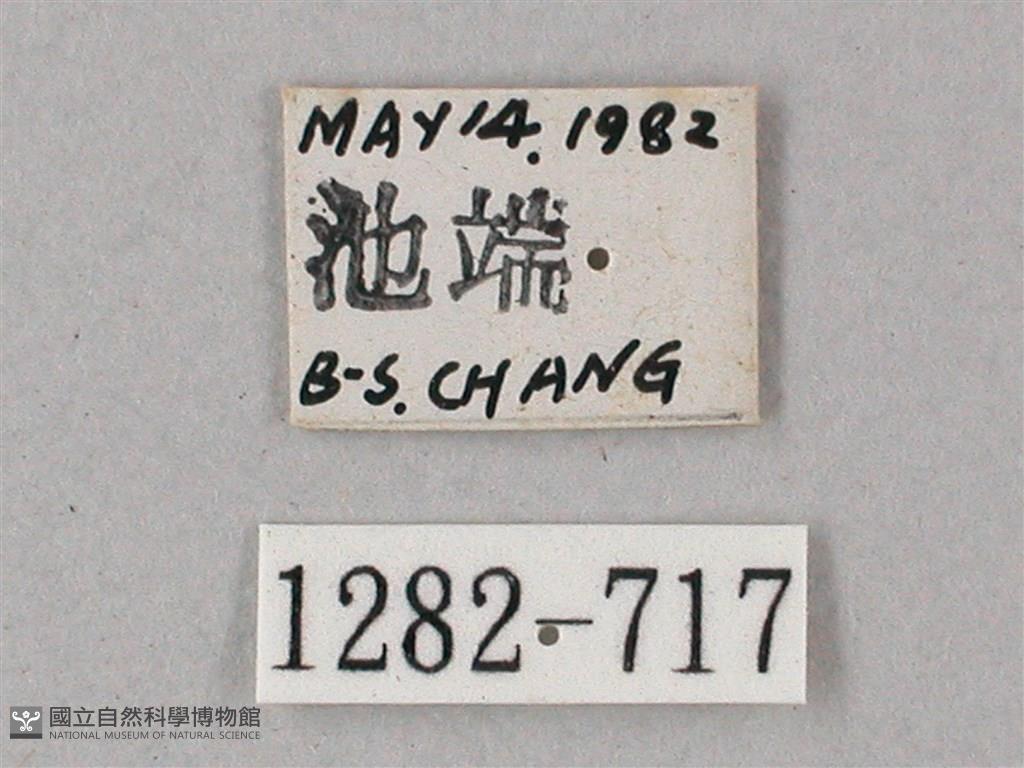 MAY 14. 1982
池端
B-S. CHANG
1282-717
國立自然科學博物館
NATIONAL MUSEUM OF NATURAL SCIENCE